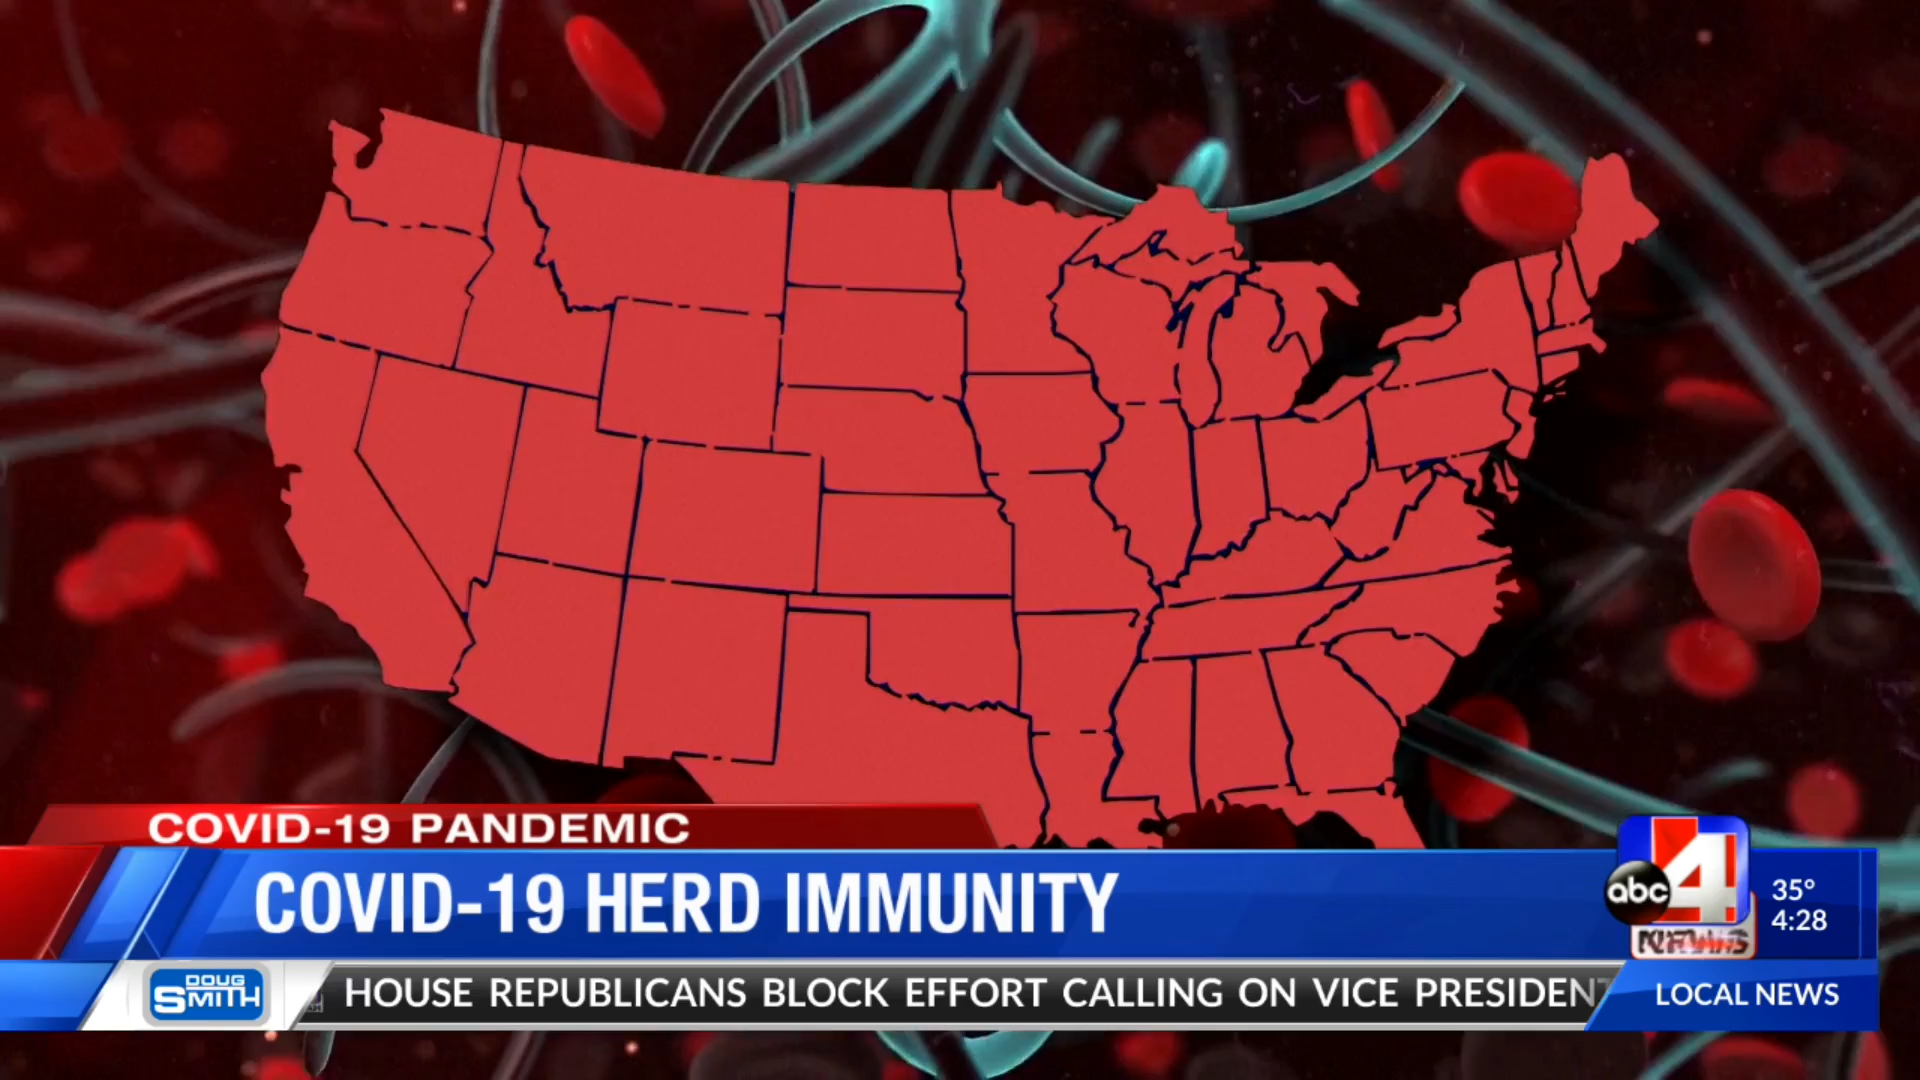 COVID-19 PANDEMIC
COVID-19 HERD IMMUNITY
abc 4
35°
4:28
DOUG
SMITH
HOUSE REPUBLICANS BLOCK EFFORT CALLING ON VICE PRESIDENT
LOCAL NEWS